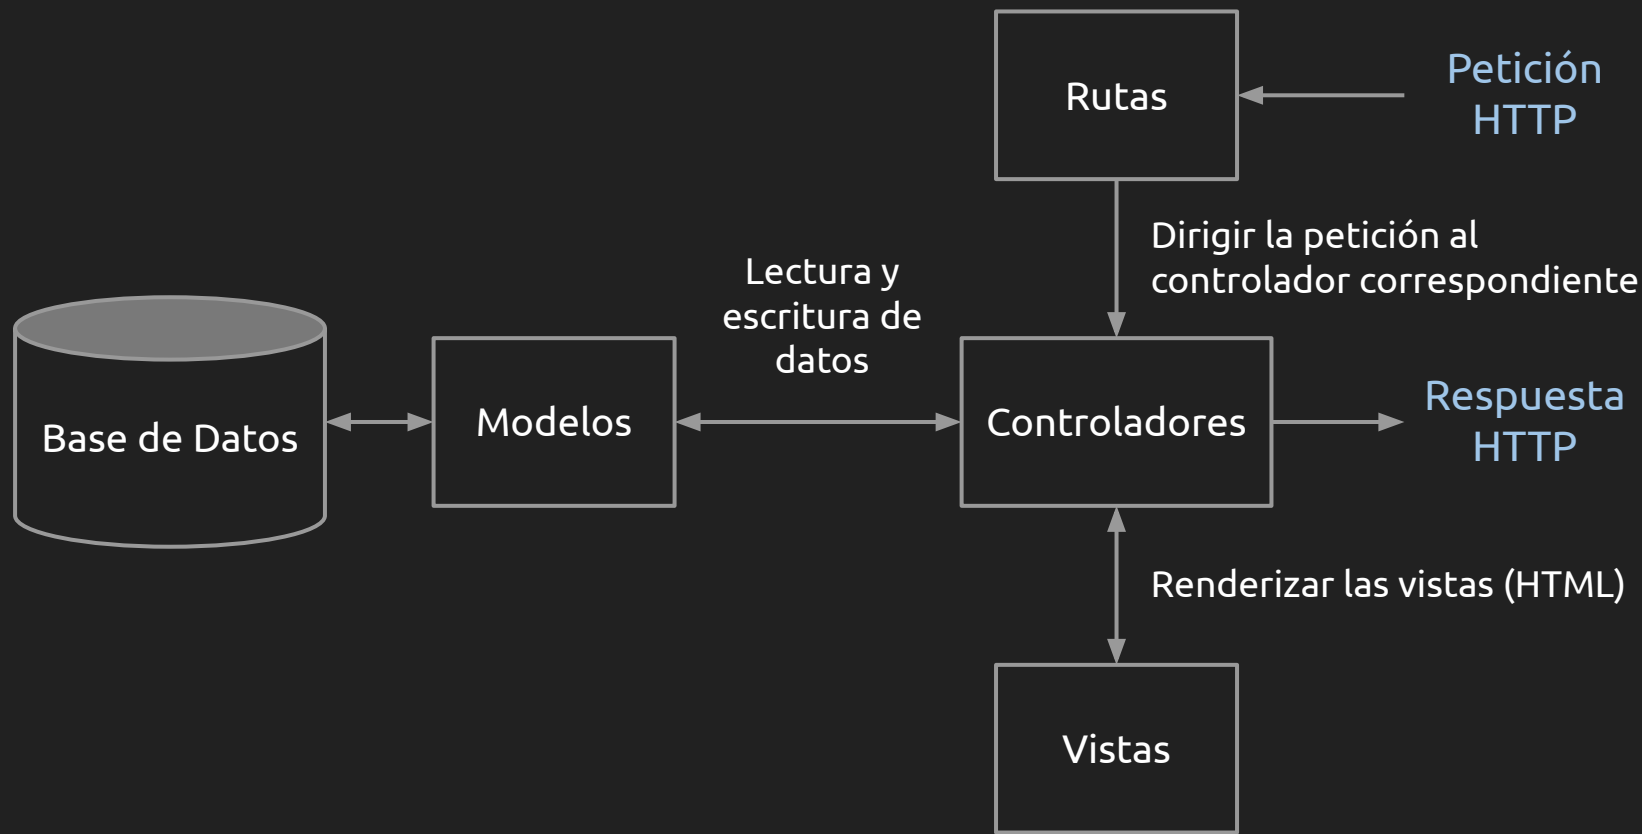 Rutas
Petición
HTTP
Dirigir la petición al
controlador correspondiente
Lectura y
escritura de
datos
Base de Datos
Modelos
Controladores
Respuesta
HTTP
Renderizar las vistas (HTML)
Vistas